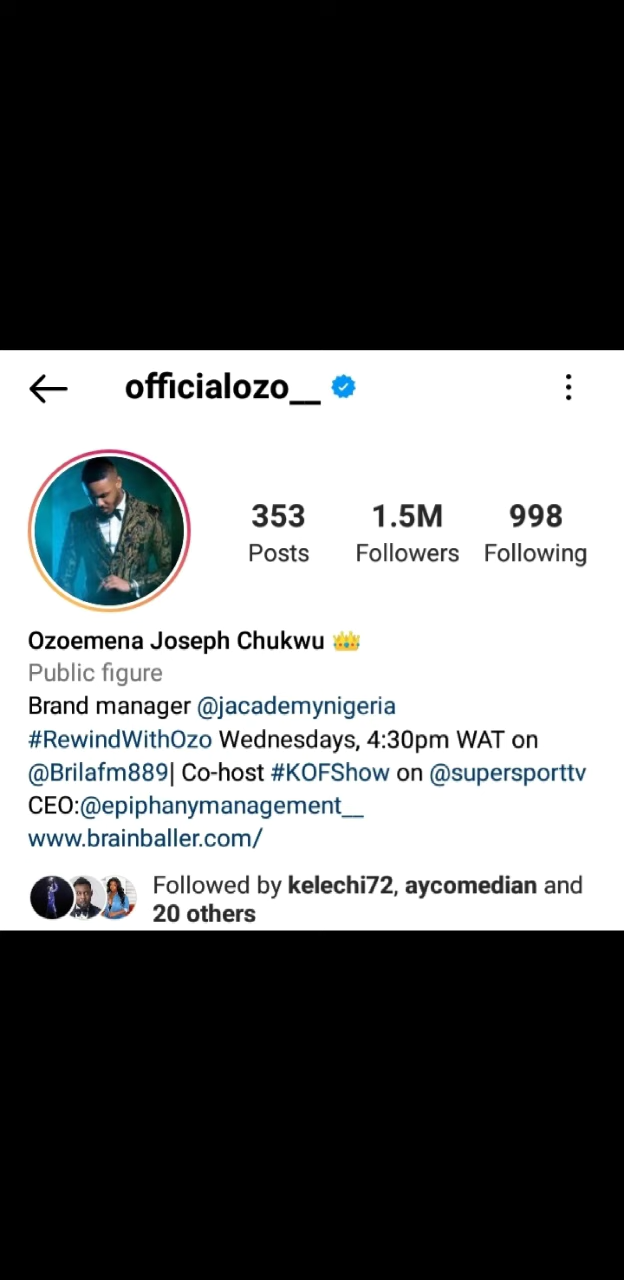 officialozo__
353 1.5M 998
Posts Followers Following
Ozoemena Joseph Chukwu 👑
Public figure
Brand manager @jacademynigeria
#RewindWithOzo Wednesdays, 4:30pm WAT on
@Brilafm889| Co-host #KOFShow on @supersporttv
CEO:@epiphanymanagement__
www.brainballer.com/
Followed by kelechi72, aycomedian and
20 others